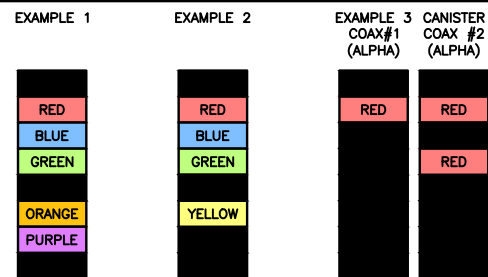 EXAMPLE 1
RED
BLUE
GREEN
ORANGE
PURPLE
EXAMPLE 2
RED
BLUE
GREEN
YELLOW
EXAMPLE 3 CANISTER
COAX#1 COAX #2
(ALPHA) (ALPHA)
RED RED
RED